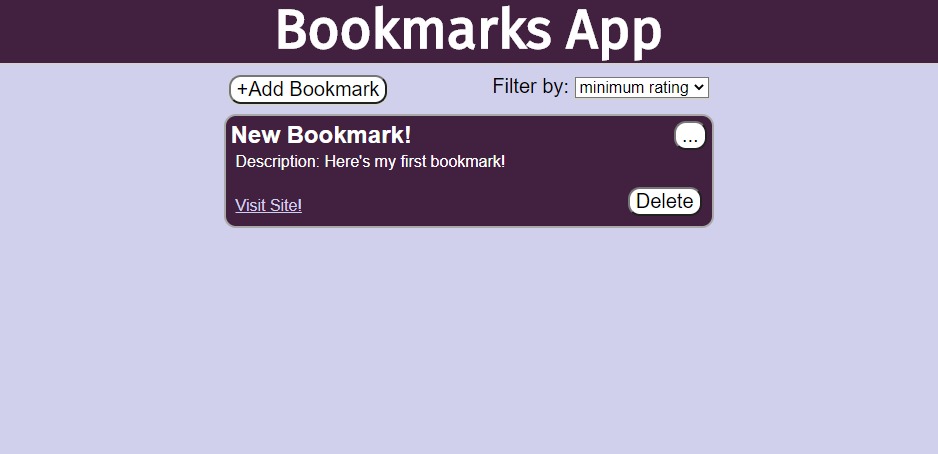 Bookmarks App
+Add Bookmark Filter by: minimum rating
New Bookmark! ...
Description: Here's my first bookmark!
Visit Site! Delete